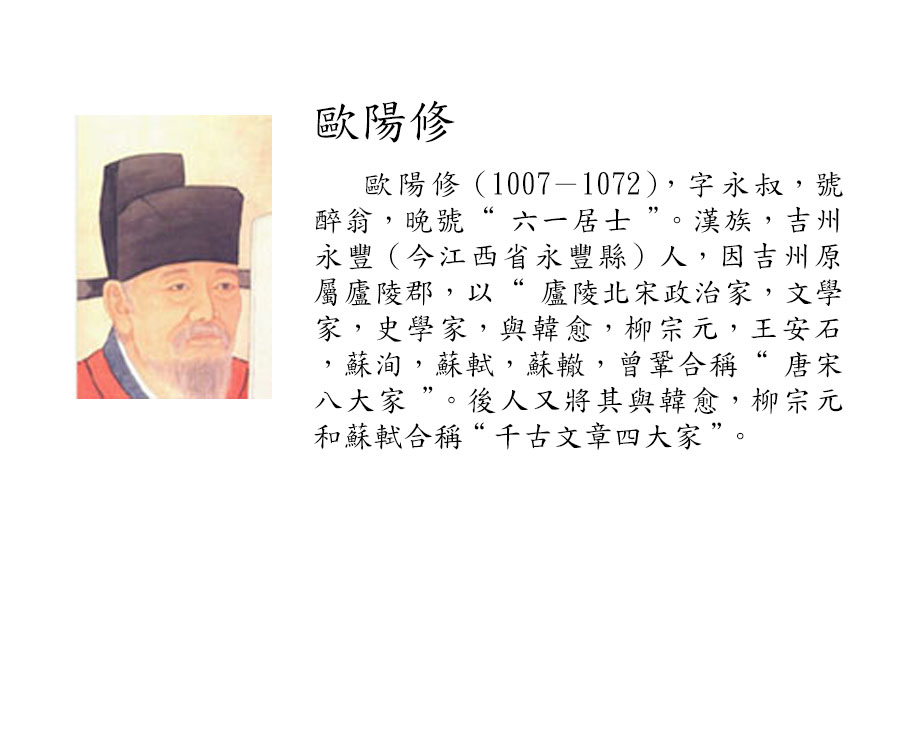 歐陽修
歐陽修（1007－1072），字永叔，號
醉翁，晚號“ 六一居士 ”。漢族，吉州
永豐（今江西省永豐縣）人，因吉州原
屬廬陵郡，以“ 廬陵北宋政治家，文學
家，史學家，與韓愈，柳宗元，王安石
，蘇洵，蘇軾，蘇轍，曾鞏合稱“ 唐宋
八大家 ”。後人又將其與韓愈，柳宗元
和蘇軾合稱“千古文章四大家”。